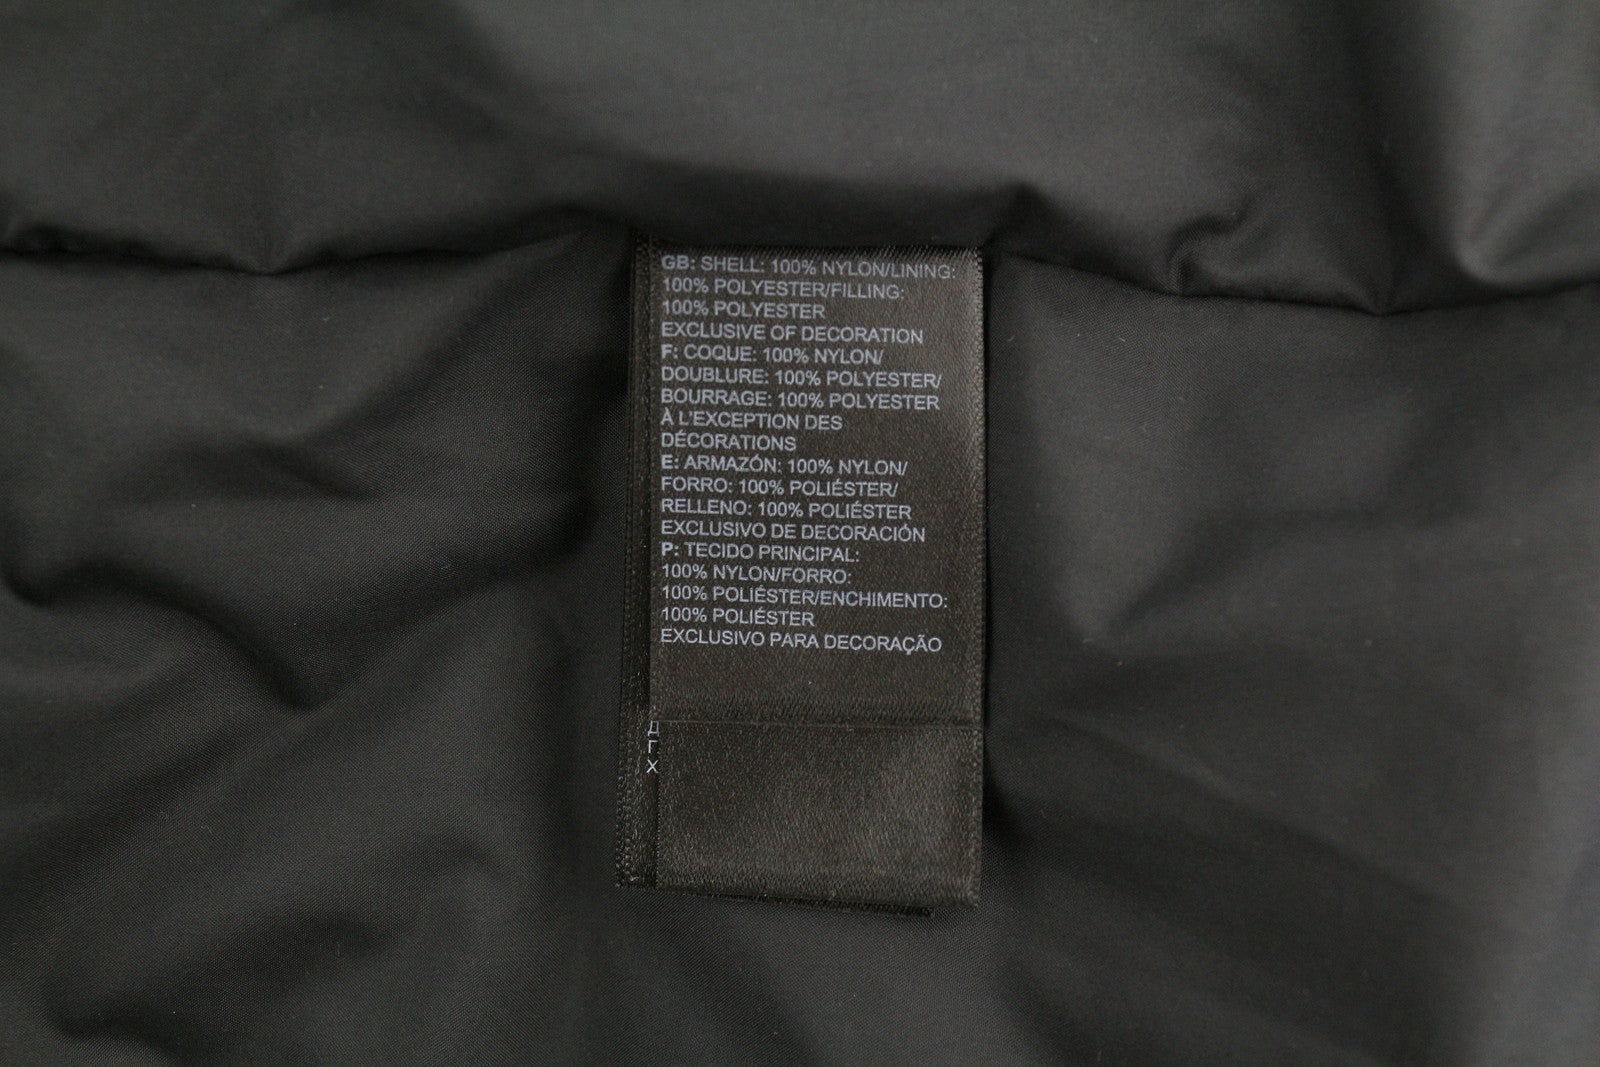 GB: SHELL: 100% NYLON/LINING:
100% POLYESTER/FILLING:
100% POLYESTER
EXCLUSIVE OF DECORATION
F: COQUE: 100% NYLON/
DOUBLURE: 100% POLYESTER/
BOURRAGE: 100% POLYESTER
À L'EXCEPTION DES
DÉCORATIONS
E: ARMAZÓN: 100% NYLON/
FORRO: 100% POLIÉSTER/
RELLENO: 100% POLIÉSTER
EXCLUSIVO DE DECORACIÓN
P: TECIDO PRINCIPAL:
100% NYLON/FORRO:
100% POLIÉSTER/ENCHIMENTO:
100% POLIÉSTER
EXCLUSIVO PARA DECORAÇÃO
Д
Г
Х